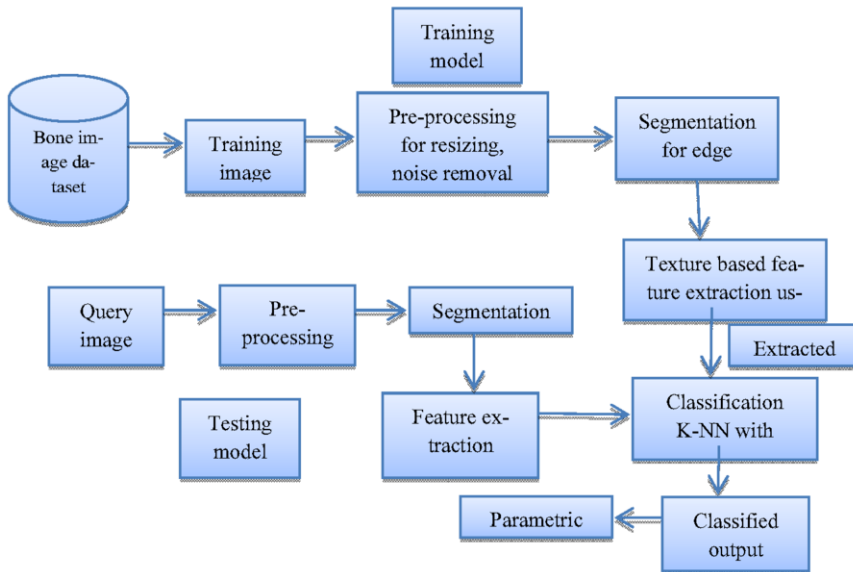 Training
model
Bone im-
age da-
taset
Training
image
Pre-processing
for resizing,
noise removal
Segmentation
for edge
Texture based fea-
ture extraction us-
Extracted
Query
image
Pre-
processing
Segmentation
Testing
model
Feature ex-
traction
Classification
K-NN with
Parametric
Classified
output